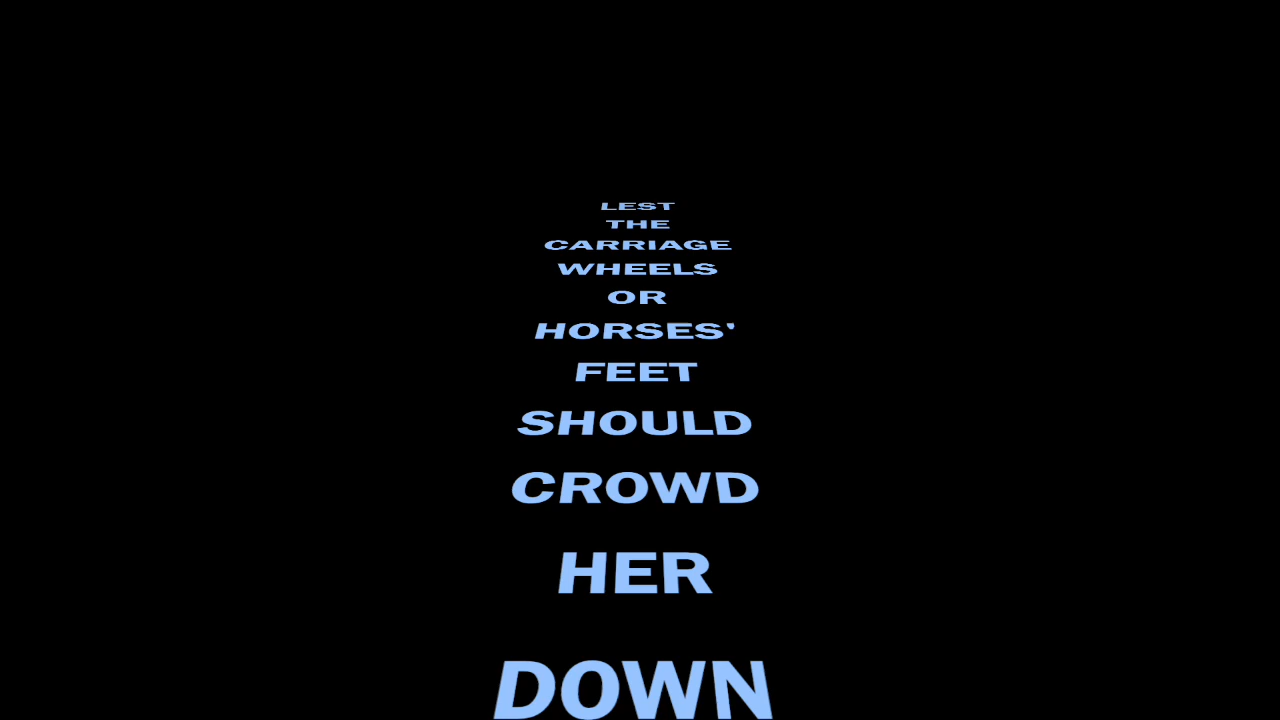 LEST
THE
CARRIAGE
WHEELS
OR
HORSES'
FEET
SHOULD
CROWD
HER
DOWN